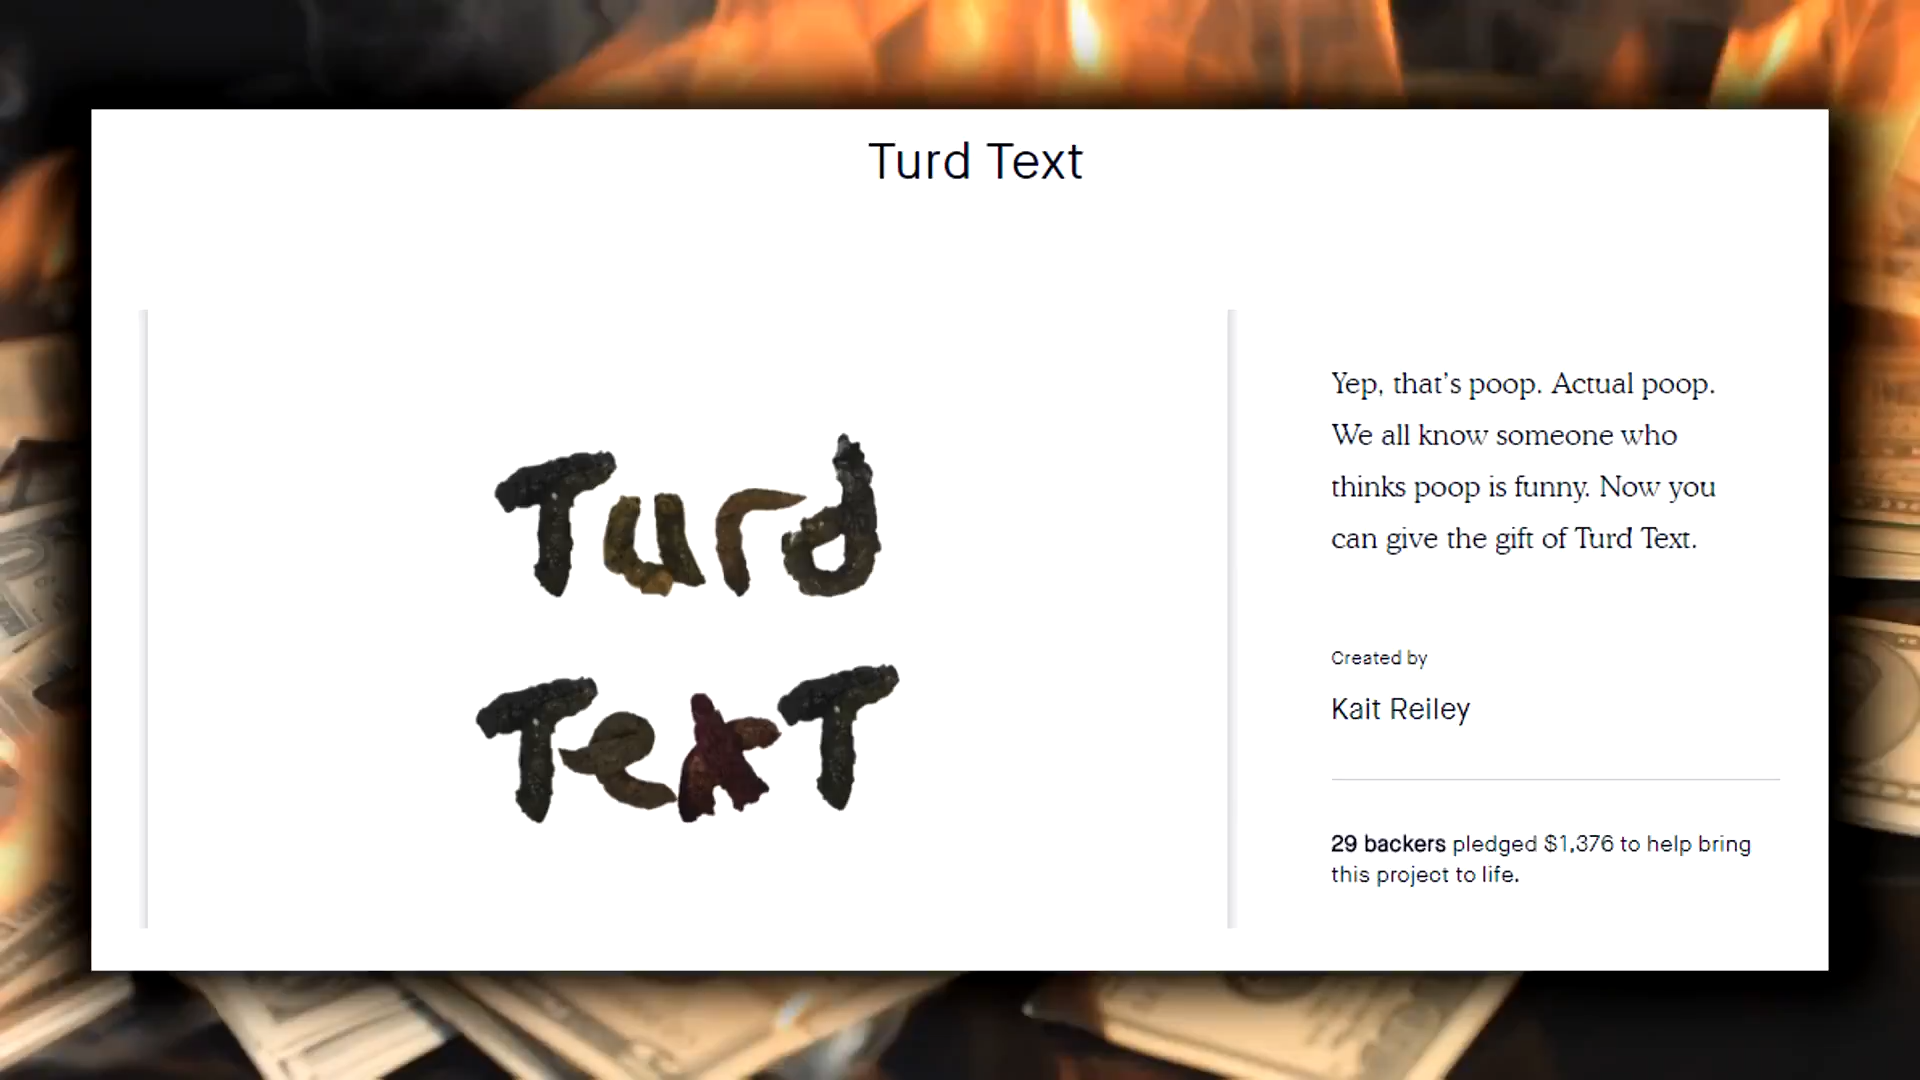 Turd Text
Turd
TexT
Yep, that's poop. Actual poop.
We all know someone who
thinks poop is funny. Now you
can give the gift of Turd Text.
Created by
Kait Reiley
29 backers pledged $1,376 to help bring
this project to life.